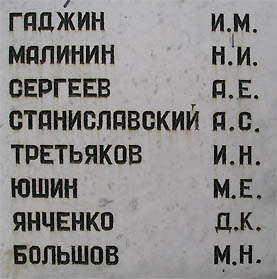 ГАДЖИН И.М.
МАЛИНИН Н.И.
СЕРГЕЕВ А.Е.
СТАНИСЛАВСКИЙ А.С.
ТРЕТЬЯКОВ И.Н.
ЮШИН М.Е.
ЯНЧЕНКО Д.К.
БОЛЬШОВ М.Н.